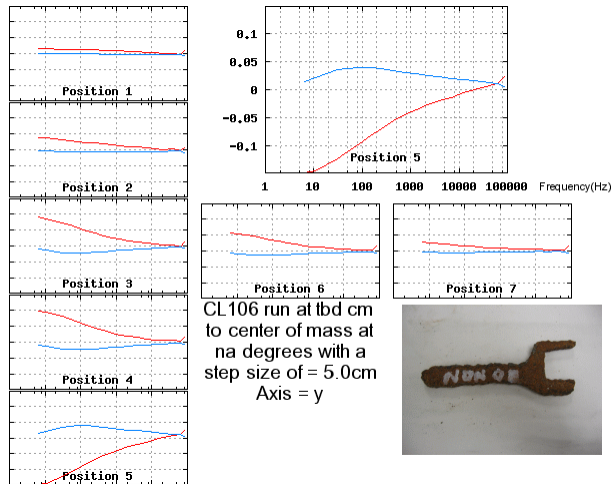 Position 1
Position 2
Position 3
Position 4
Position 5
0.1
0.05
0
-0.05
-0.1
Position 5
1 10 100 1000 10000 100000 Frequency(Hz)
Position 6
Position 7
CL106 run at tbd cm
to center of mass at
na degrees with a
step size of = 5.0cm
Axis = y